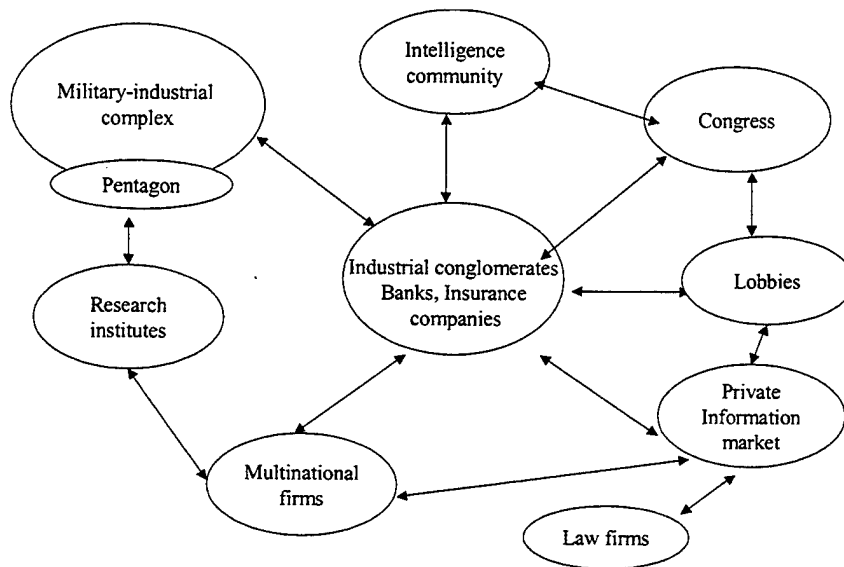 Intelligence
community
Military-industrial
complex
Congress
Pentagon
Industrial conglomerates
Banks, Insurance
companies
Lobbies
Research
institutes
Private
Information
market
Multinational
firms
Law firms